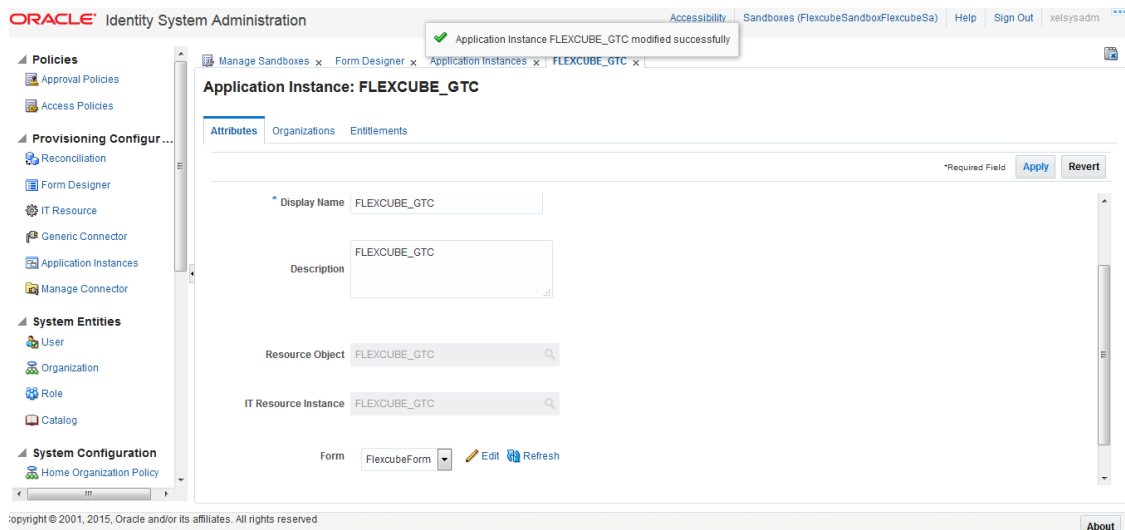 ORACLE® Identity System Administration
Accessibility Sandboxes (FlexcubeSandboxFlexcubeSa) Help Sign Out xelsysadm
Application Instance FLEXCUBE_GTC modified successfully
Policies
Approval Policies
Access Policies
Provisioning Configur...
Reconciliation
Form Designer
IT Resource
Generic Connector
Application Instances
Manage Connector
System Entities
User
Organization
Role
Catalog
System Configuration
Home Organization Policy
Manage Sandboxes x Form Designer x Application Instances x FLEXCUBE_GTC x
Application Instance: FLEXCUBE_GTC
Attributes Organizations Entitlements
*Required Field Apply Revert
* Display Name FLEXCUBE_GTC
Description FLEXCUBE_GTC
Resource Object FLEXCUBE_GTC
IT Resource Instance FLEXCUBE_GTC
Form FlexcubeForm Edit Refresh
opyright © 2001, 2015, Oracle and/or its affiliates. All rights reserved
About